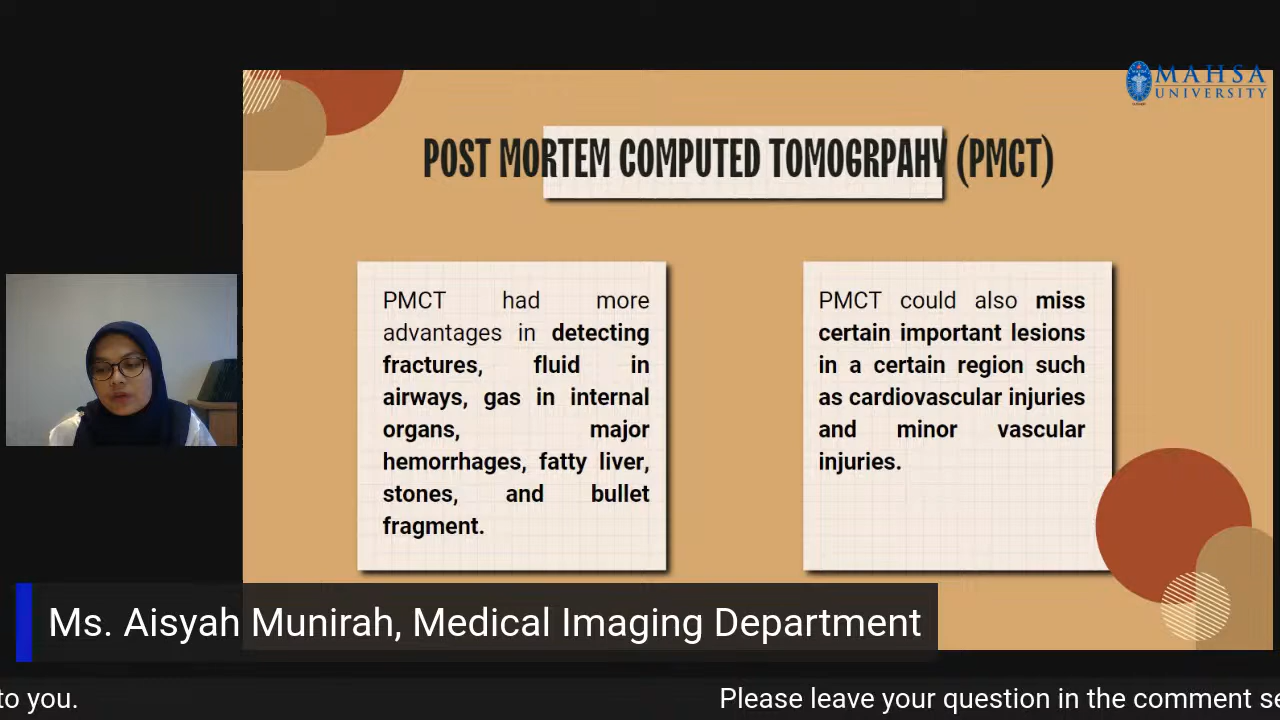 MAHSA
UNIVERSITY
POST MORTEM COMPUTED TOMOGRPAHY (PMCT)
PMCT had more
advantages in detecting
fractures, fluid in
airways, gas in internal
organs, major
hemorrhages, fatty liver,
stones, and bullet
fragment.
PMCT could also miss
certain important lesions
in a certain region such
as cardiovascular injuries
and minor vascular
injuries.
Ms. Aisyah Munirah, Medical Imaging Department
to you.
Please leave your question in the comment se